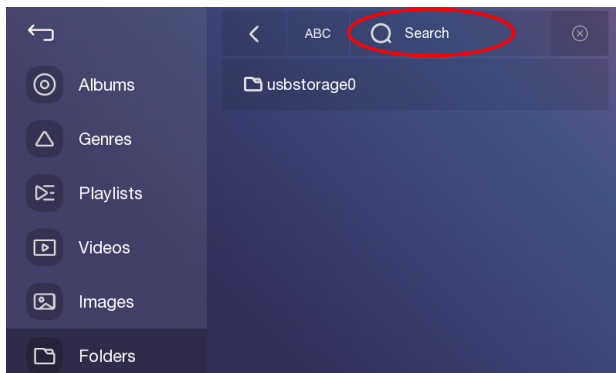 ABC
Search
Albums
usbstorage0
Genres
Playlists
Videos
Images
Folders